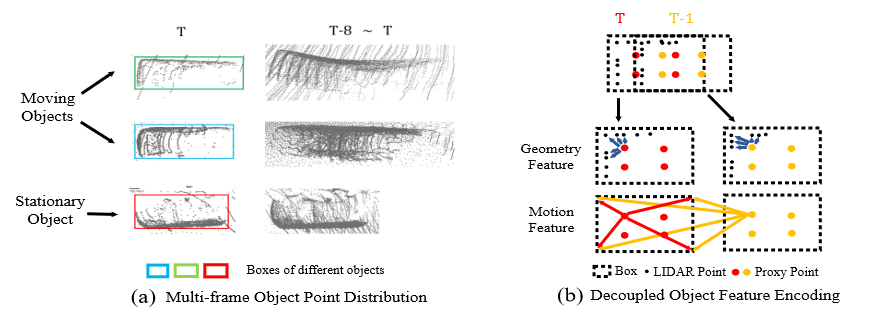 T
T-8 ~ T
Moving
Objects
Stationary
Object
Boxes of different objects
(a) Multi-frame Object Point Distribution
T
T-1
Geometry
Feature
Motion
Feature
Box
LIDAR Point
Proxy Point
(b) Decoupled Object Feature Encoding